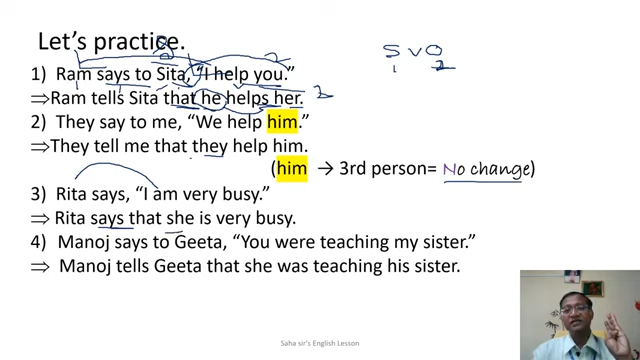 Let's practice.
S V O
1 2
1) Ram says to Sita, "I help you."
2
⇒Ram tells Sita that he helps her.
2
2) They say to me, "We help him."
⇒ They tell me that they help him.
(him → 3rd person= No change)
3) Rita says, "I am very busy."
⇒ Rita says that she is very busy.
4) Manoj says to Geeta, "You were teaching my sister."
⇒ Manoj tells Geeta that she was teaching his sister.
Saha sir's English Lesson